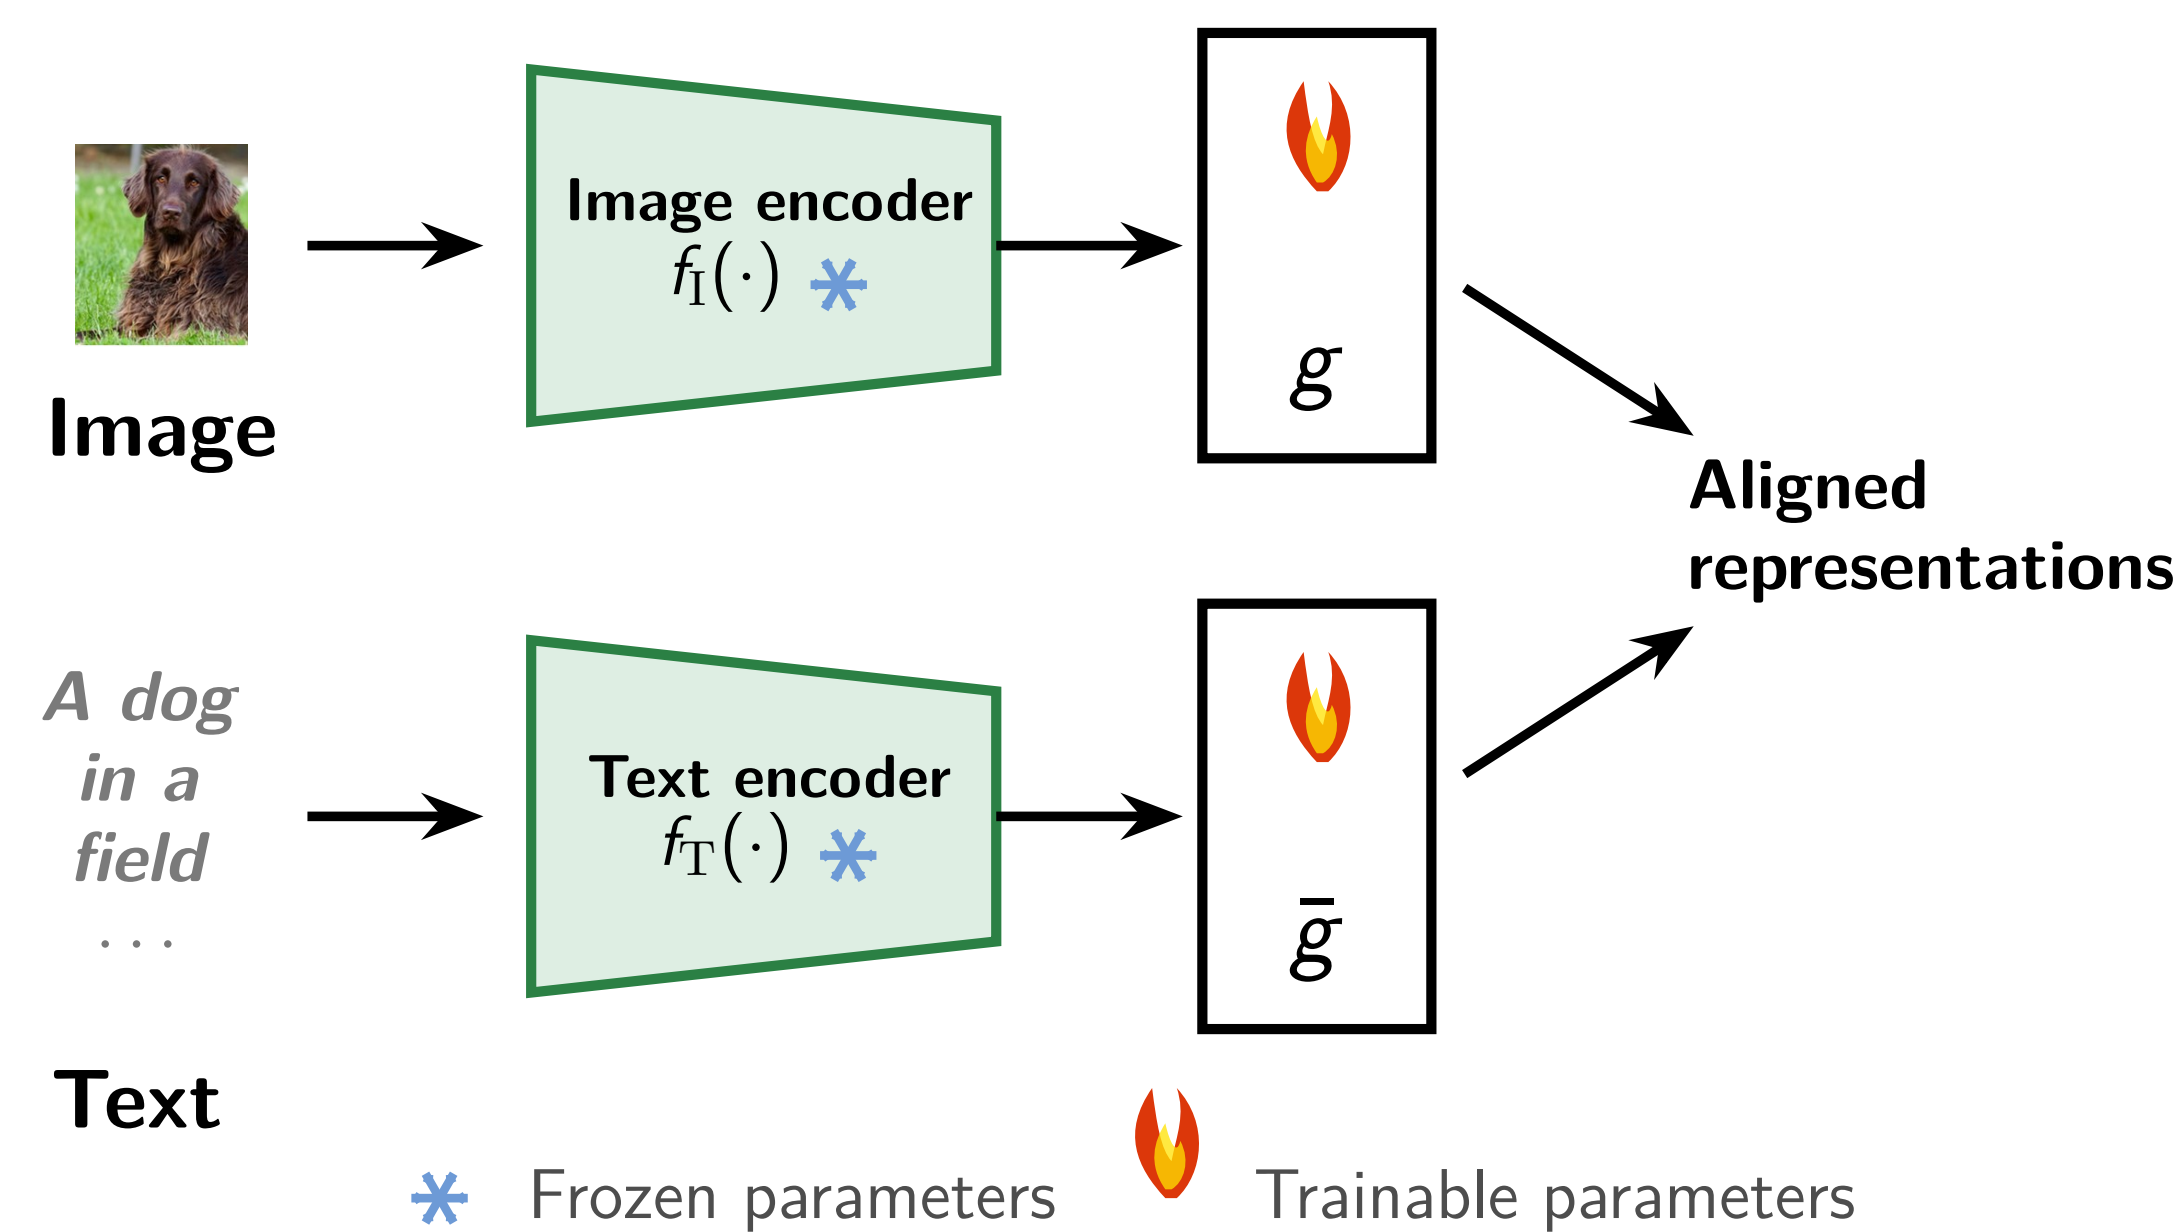 Image encoder
f_I(·)
g
Image
Aligned
representations
A dog
in a
field
...
Text encoder
f_T(·)
ḡ
Text
Frozen parameters
Trainable parameters